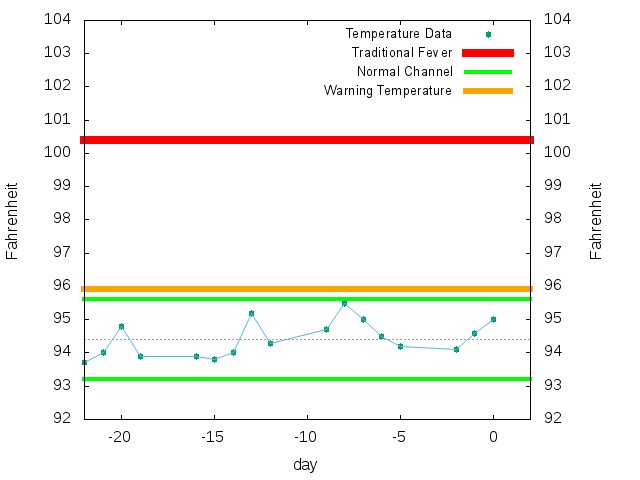 104 104
Temperature Data
103 103
Traditional Fever
Normal Channel
102 102
Warning Temperature
101 101
100 100
99 99
Fahrenheit Fahrenheit
98 98
97 97
96 96
95 95
94 94
93 93
92 92
-20 -15 -10 -5 0
day